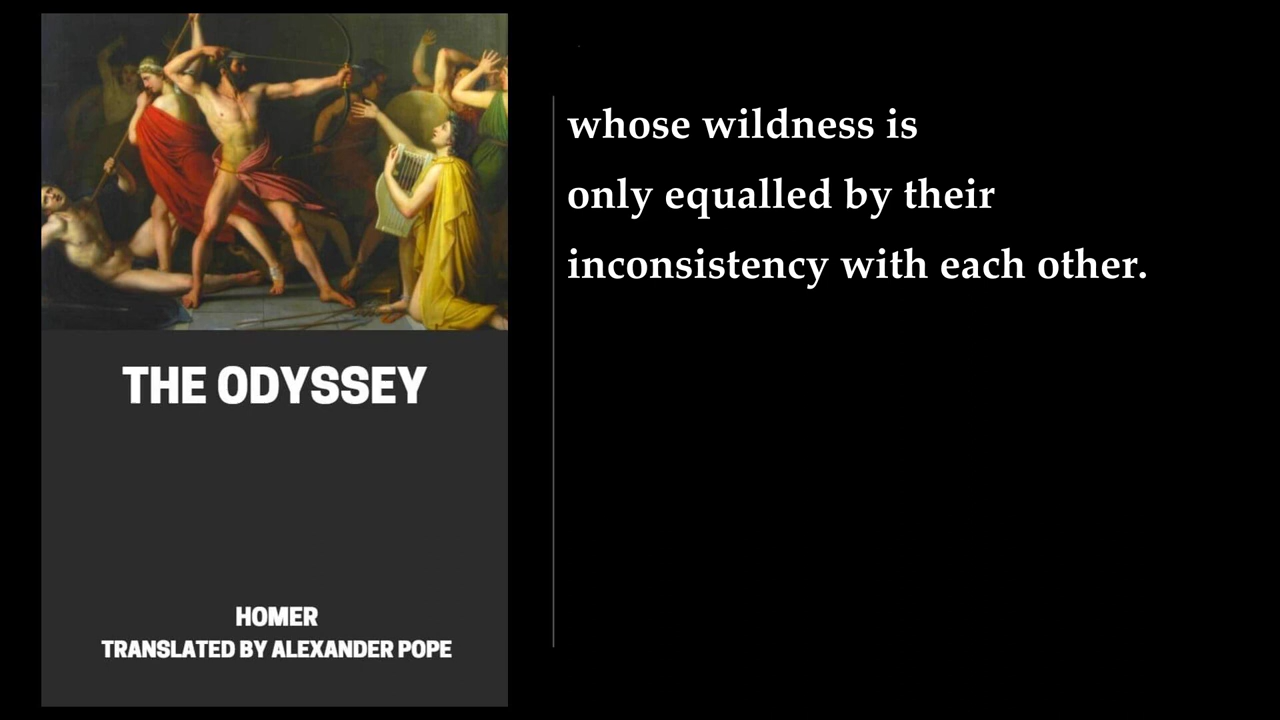 THE ODYSSEY
HOMER
TRANSLATED BY ALEXANDER POPE
whose wildness is
only equalled by their
inconsistency with each other.